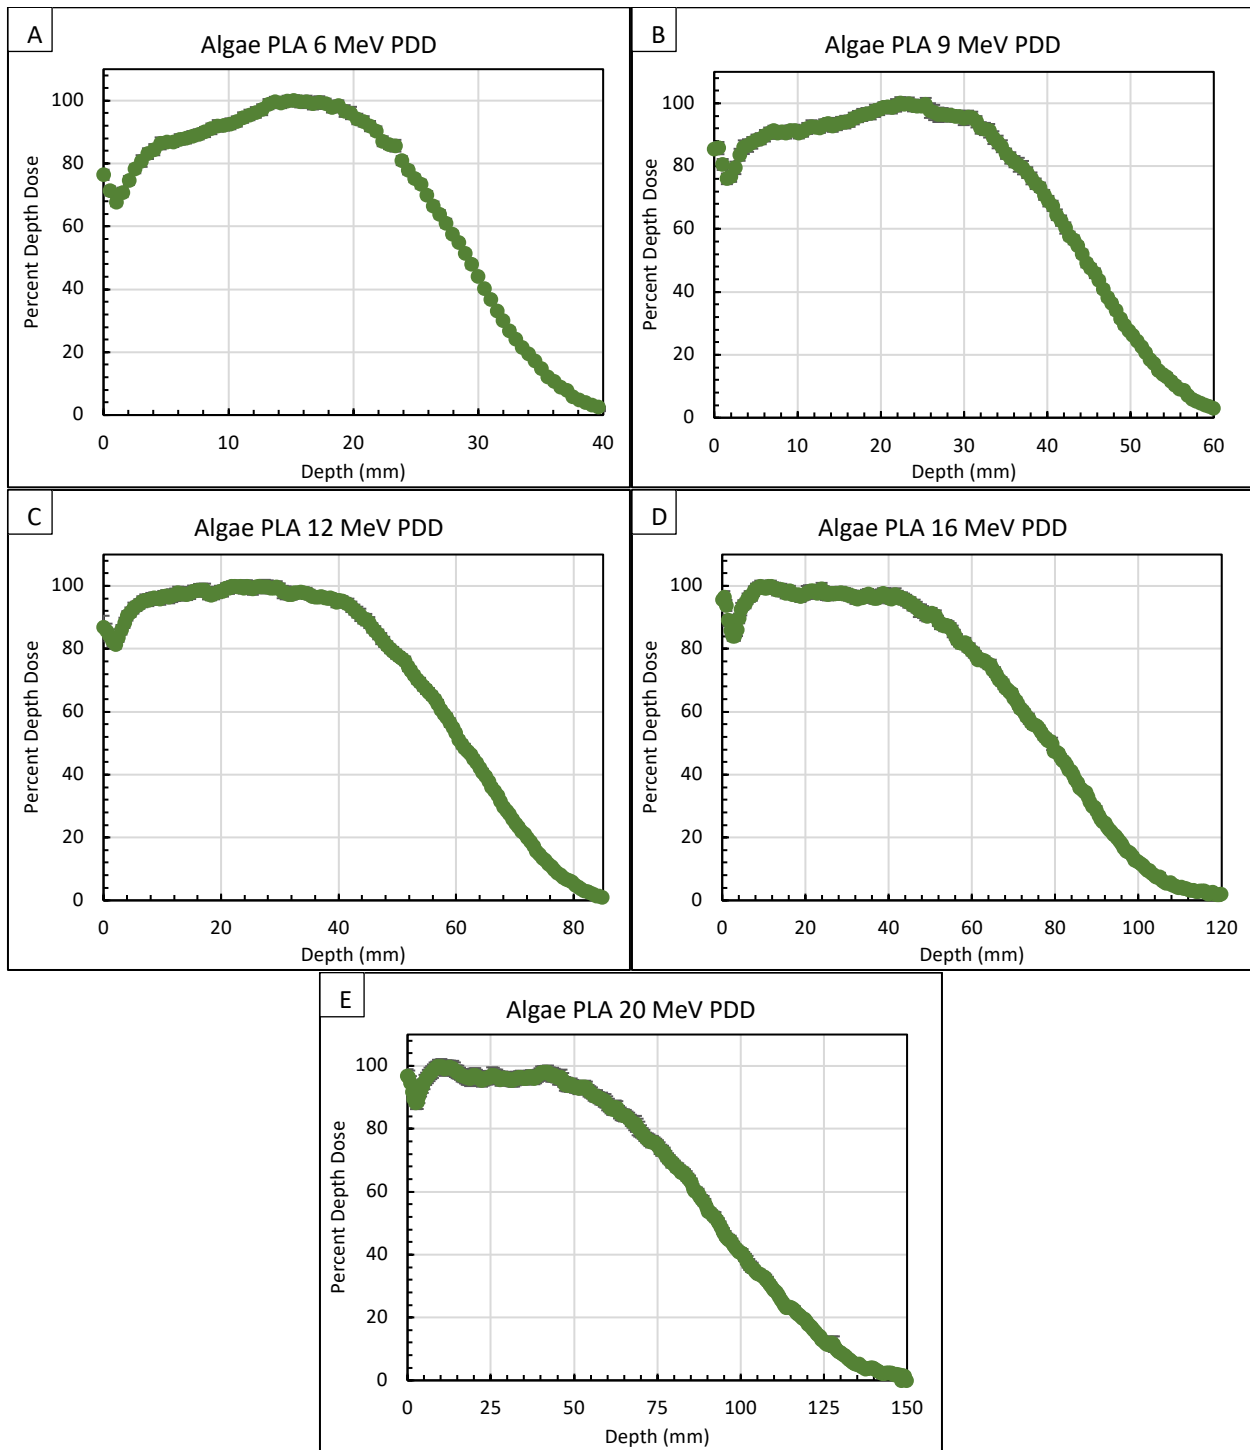 A
Algae PLA 6 MeV PDD
Percent Depth Dose
100
80
60
40
20
0
0 10 20 30 40
Depth (mm)
B
Algae PLA 9 MeV PDD
Percent Depth Dose
100
80
60
40
20
0
0 10 20 30 40 50 60
Depth (mm)
C
Algae PLA 12 MeV PDD
Percent Depth Dose
100
80
60
40
20
0
0 20 40 60 80
Depth (mm)
D
Algae PLA 16 MeV PDD
Percent Depth Dose
100
80
60
40
20
0
0 20 40 60 80 100 120
Depth (mm)
E
Algae PLA 20 MeV PDD
Percent Depth Dose
100
80
60
40
20
0
0 25 50 75 100 125 150
Depth (mm)